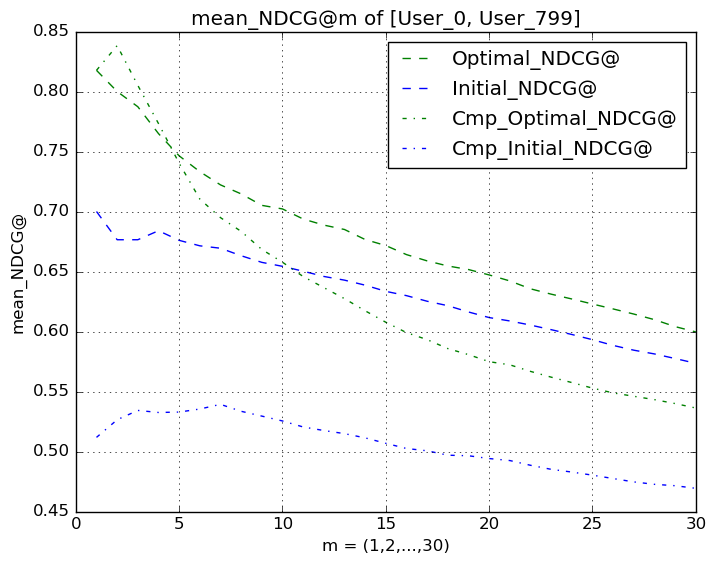 mean_NDCG@m of [User_0, User_799]
0.85
0.80
0.75
0.70
0.65
0.60
0.55
0.50
0.45
mean_NDCG@
Optimal_NDCG@
Initial_NDCG@
Cmp_Optimal_NDCG@
Cmp_Initial_NDCG@
0 5 10 15 20 25 30
m = (1,2,...,30)